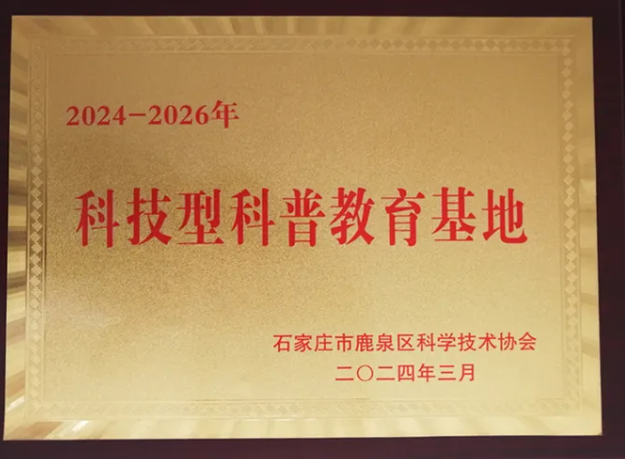 2024-2026年
科技型科普教育基地
石家庄市鹿泉区科学技术协会
二〇二四年三月